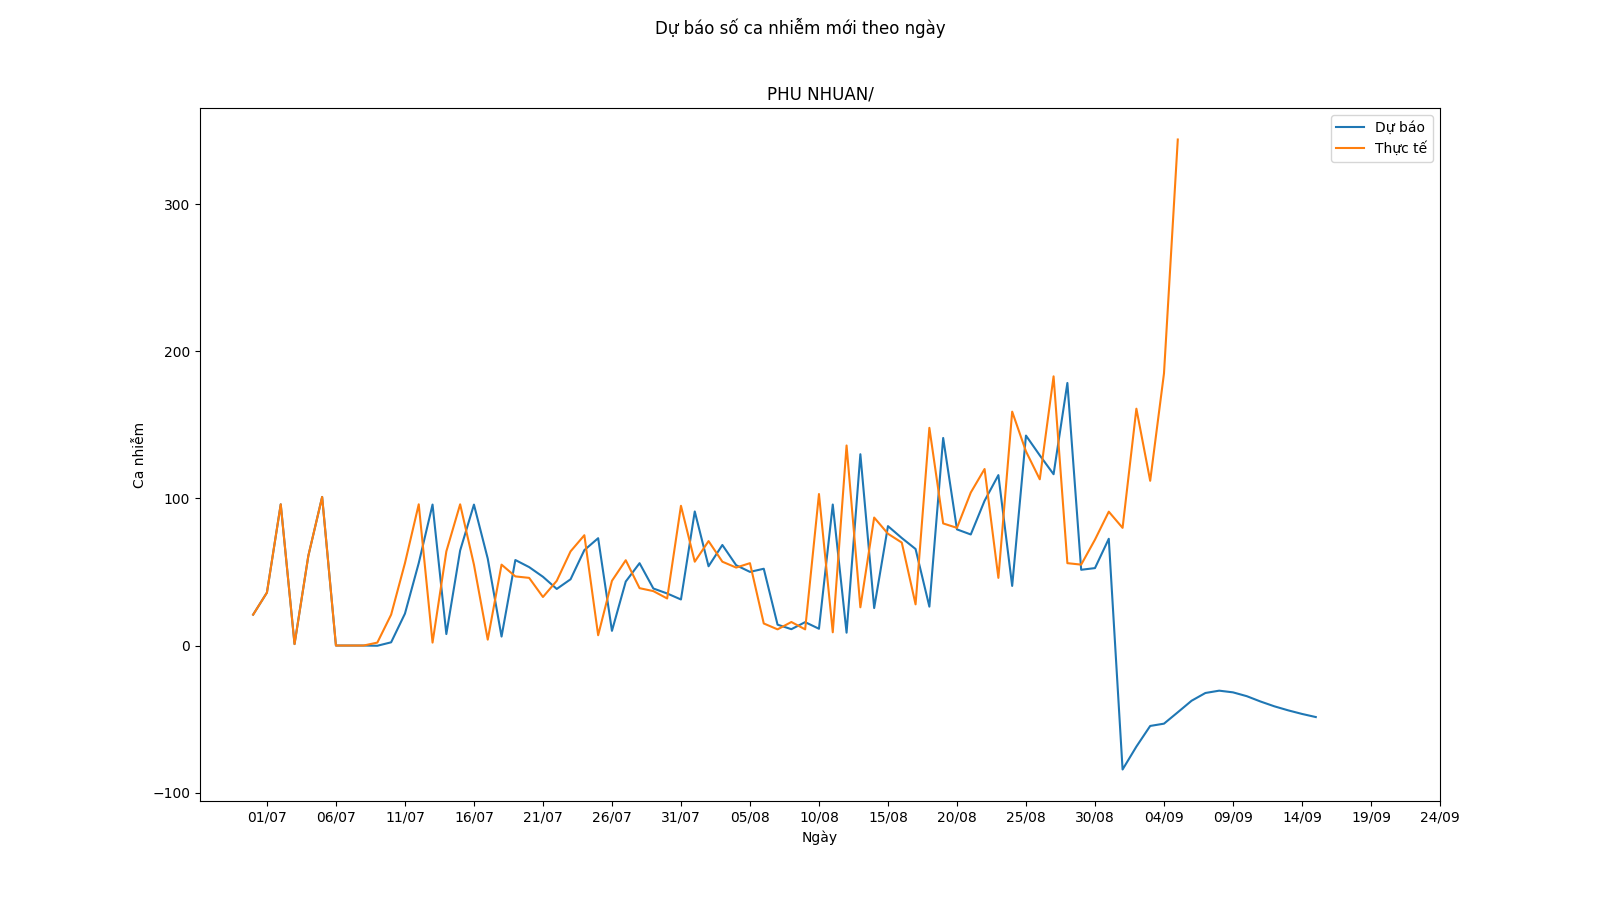 Dự báo số ca nhiễm mới theo ngày
PHU NHUAN/
Dự báo
Thực tế
300
200
100
0
−100
Ca nhiễm
01/07 06/07 11/07 16/07 21/07 26/07 31/07 05/08 10/08 15/08 20/08 25/08 30/08 04/09 09/09 14/09 19/09 24/09
Ngày